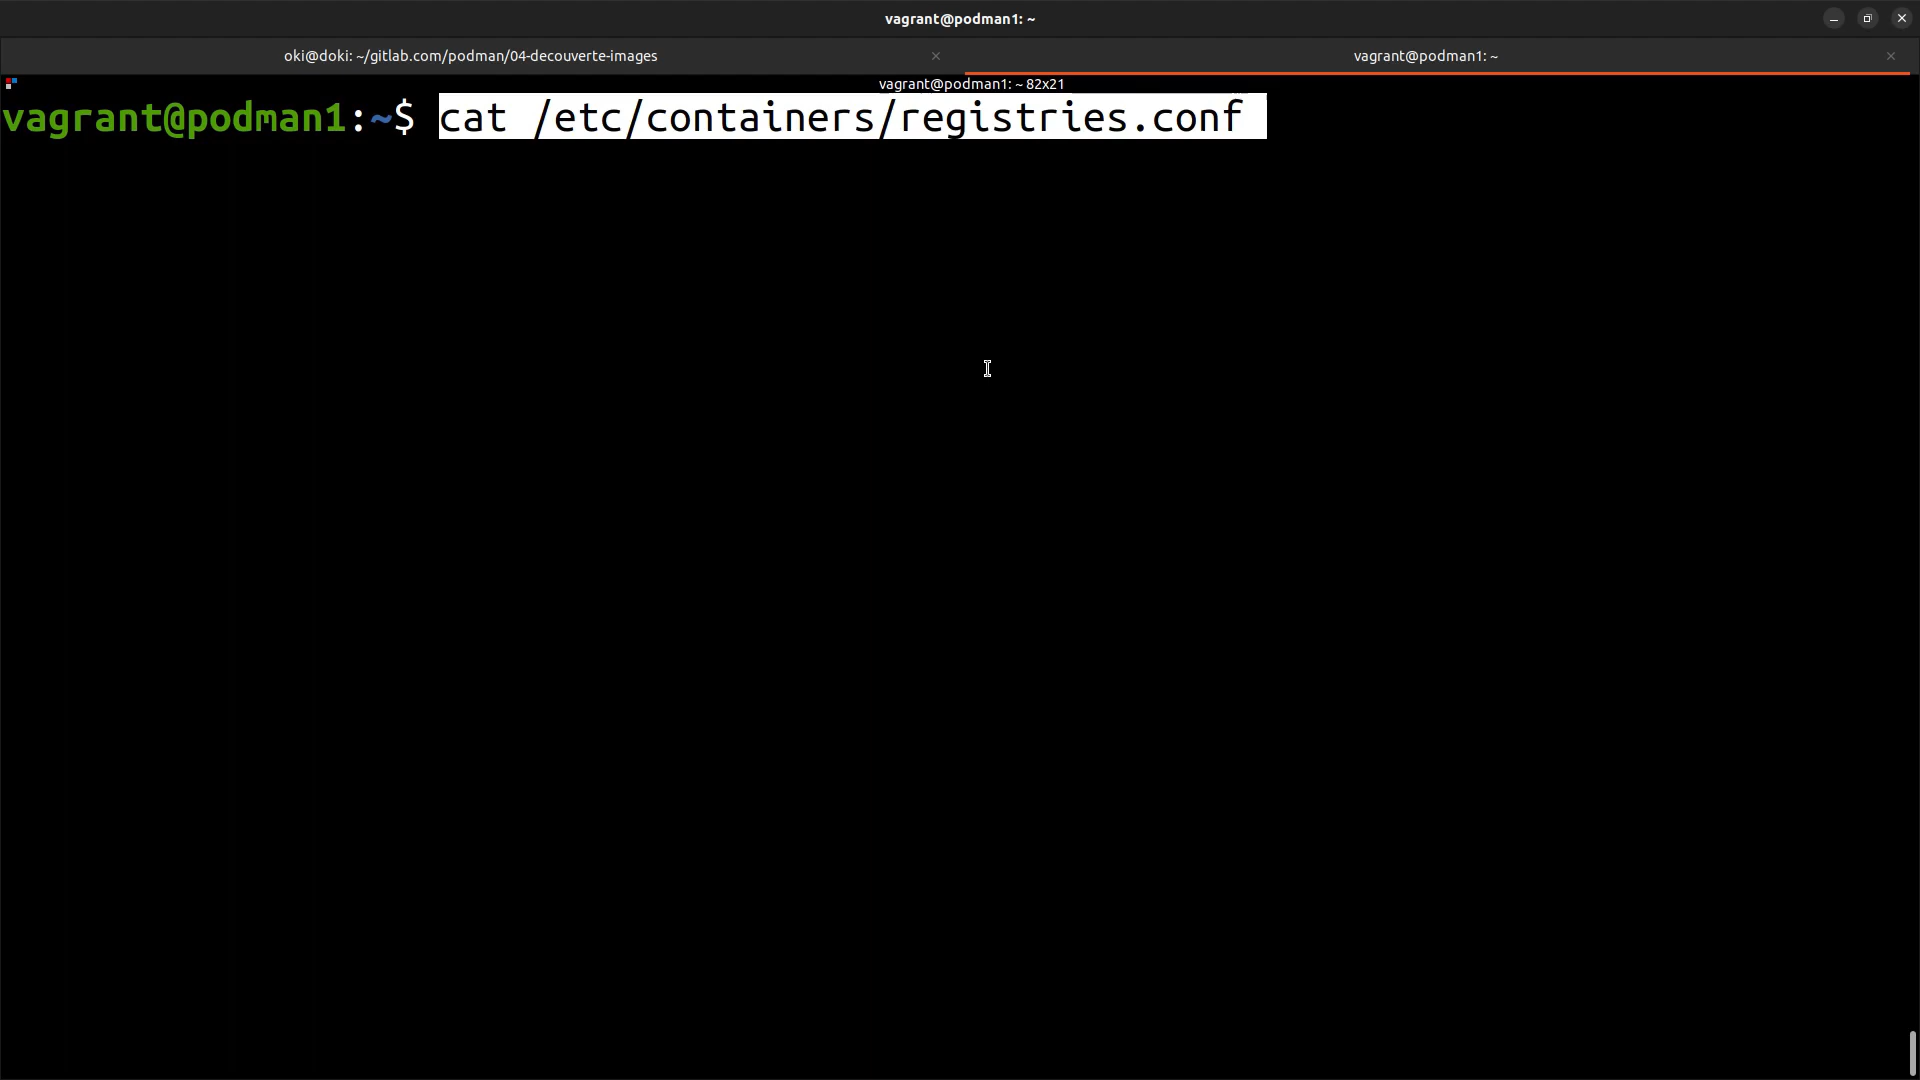 vagrant@podman1: ~
oki@doki: ~/gitlab.com/podman/04-decouverte-images
vagrant@podman1: ~
vagrant@podman1: ~ 82x21
vagrant@podman1:~$ cat /etc/containers/registries.conf